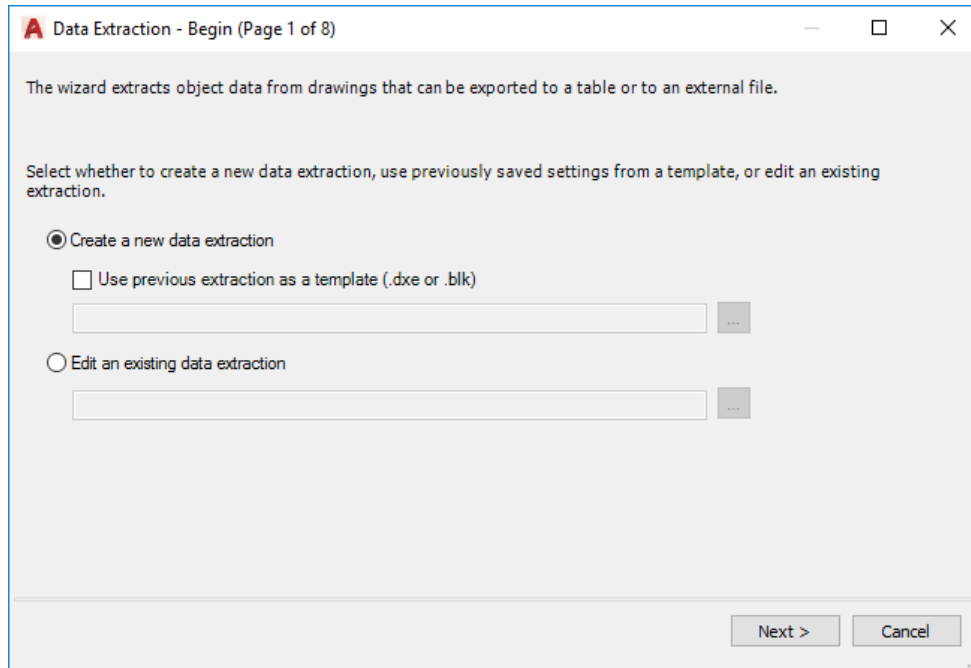 Data Extraction - Begin (Page 1 of 8)
The wizard extracts object data from drawings that can be exported to a table or to an external file.
Select whether to create a new data extraction, use previously saved settings from a template, or edit an existing
extraction.
Create a new data extraction
Use previous extraction as a template (.dxe or .blk)
...
Edit an existing data extraction
...
Next >
Cancel